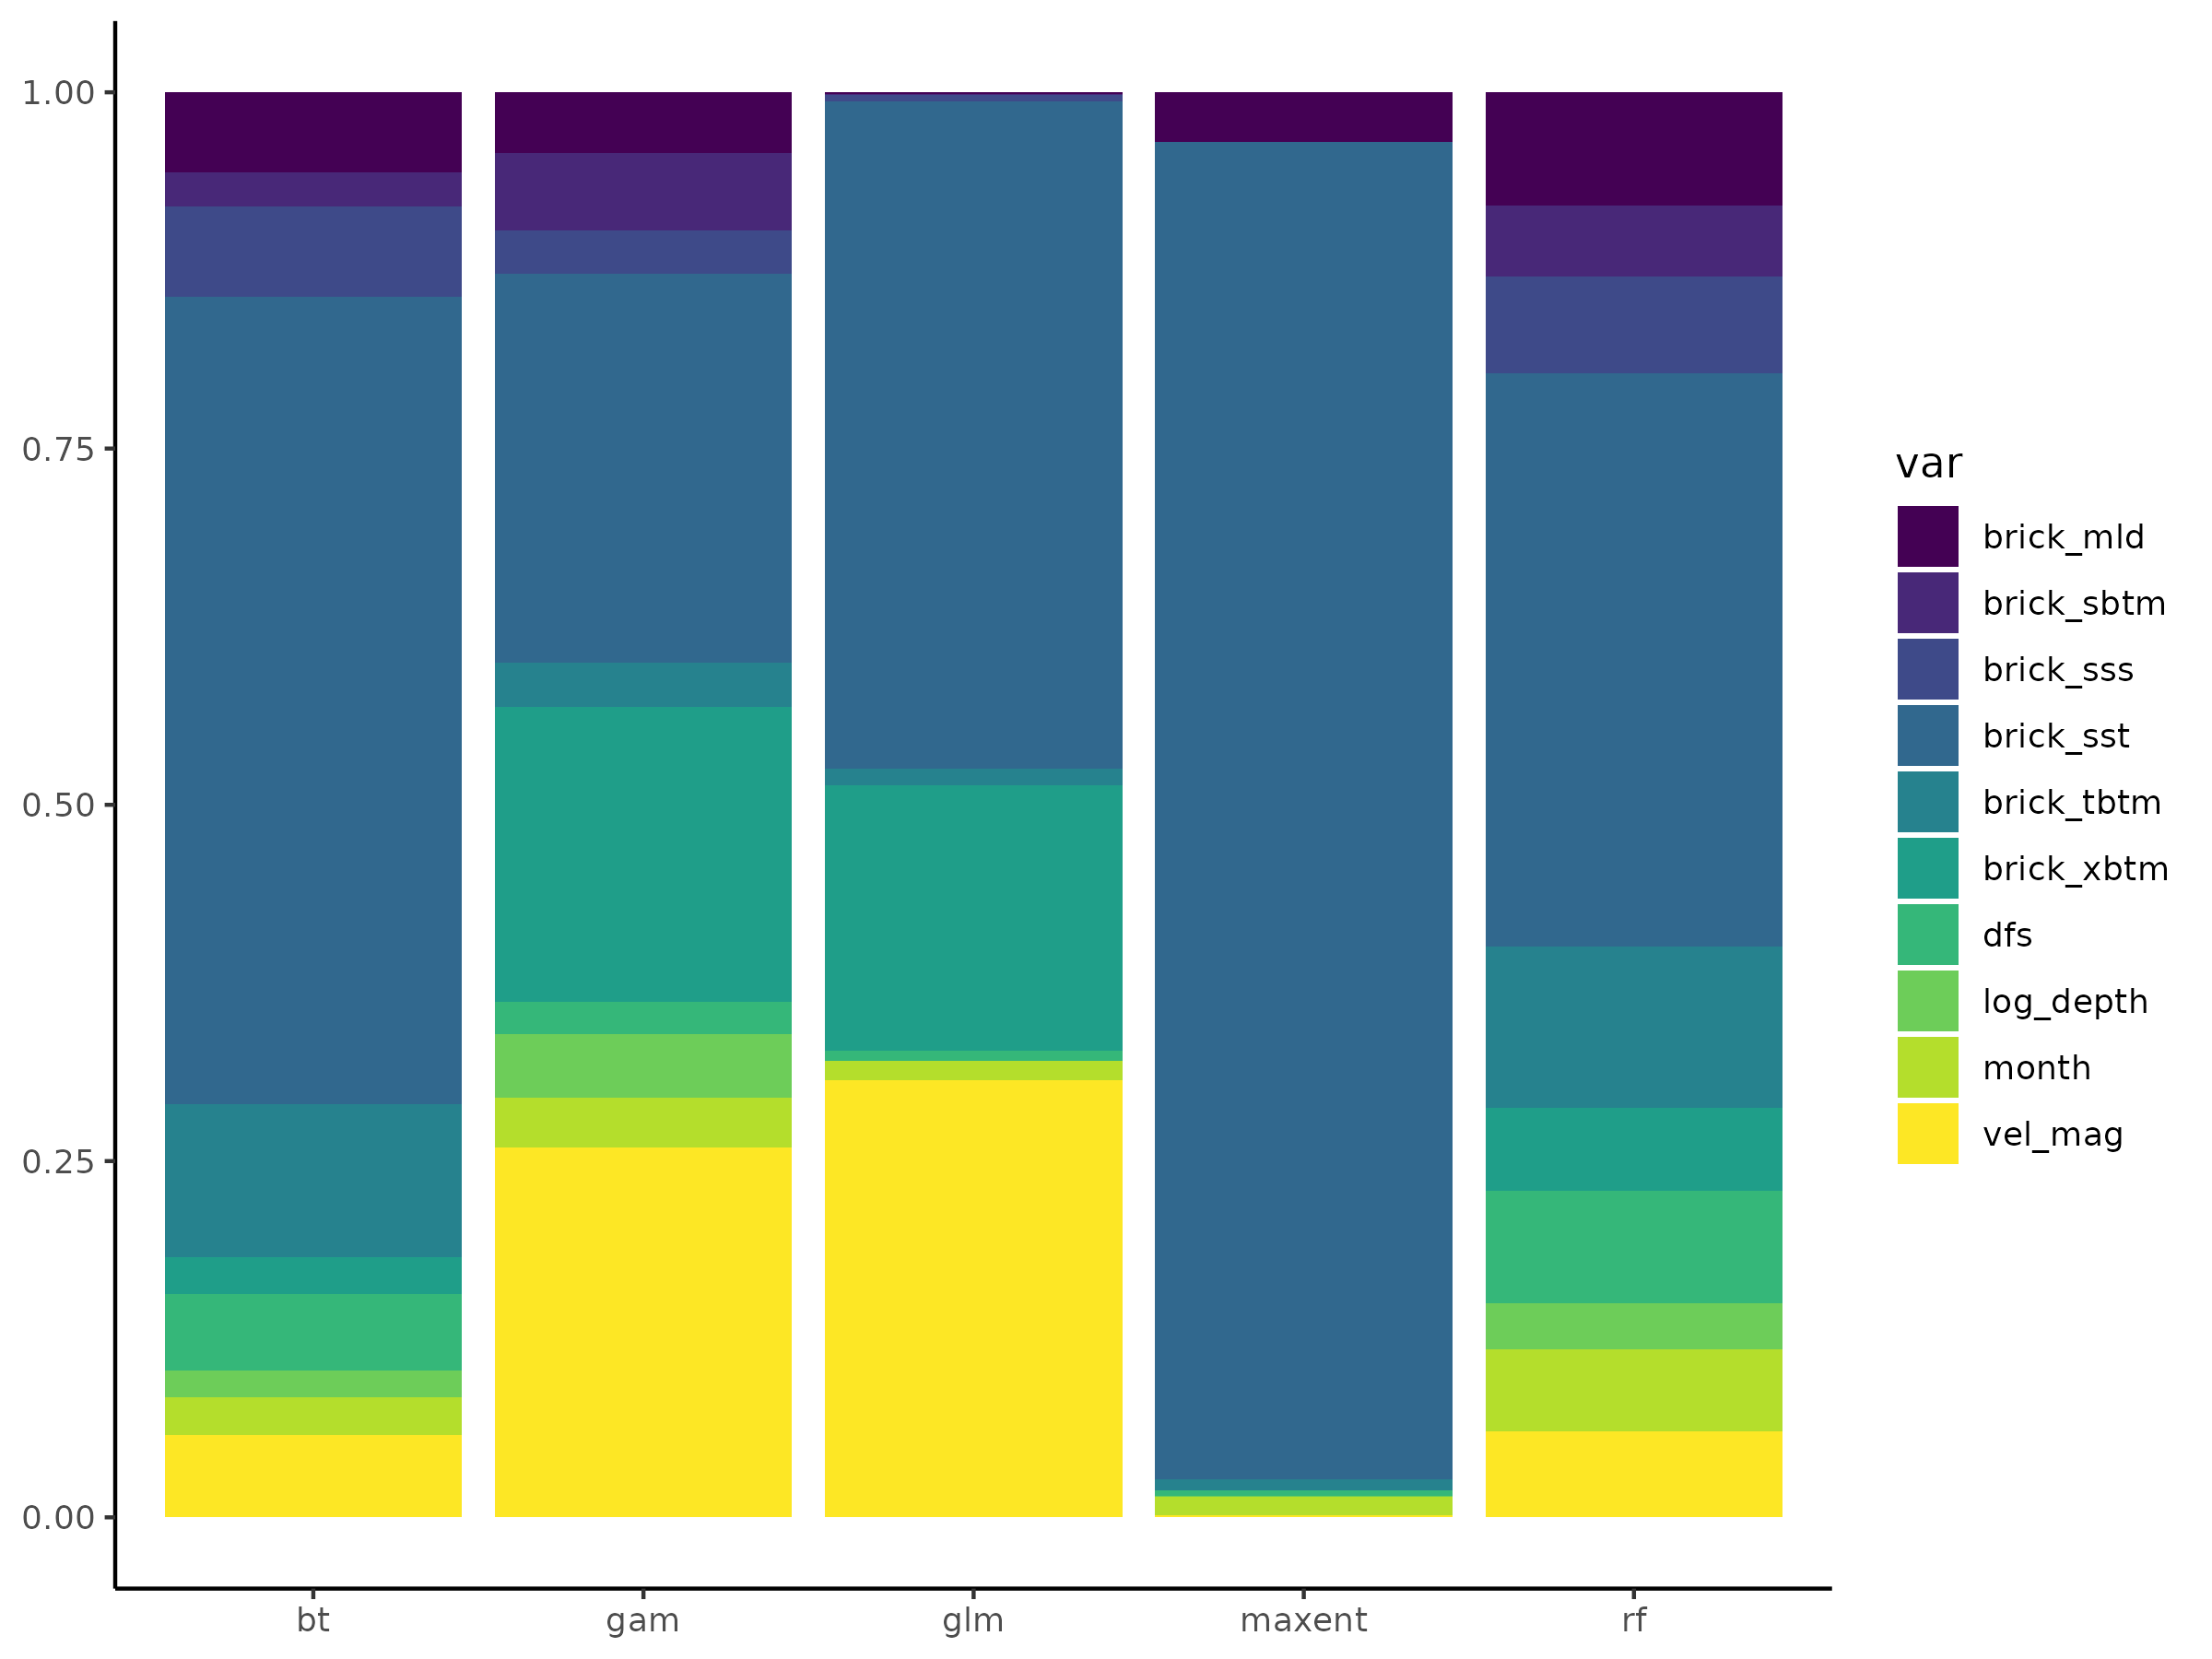 1.00
0.75
0.50
0.25
0.00
bt
gam
glm
maxent
rf
var
brick_mld
brick_sbtm
brick_sss
brick_sst
brick_tbtm
brick_xbtm
dfs
log_depth
month
vel_mag